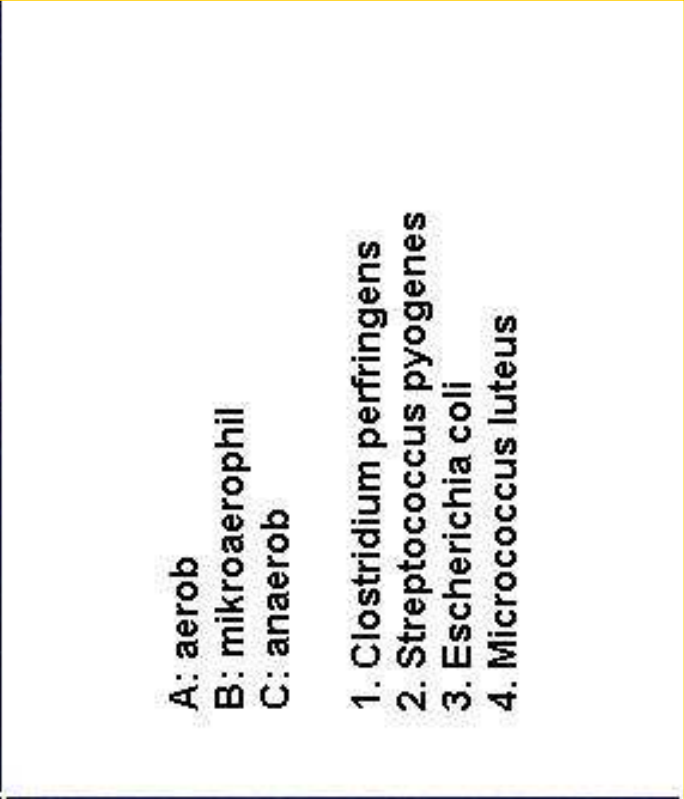 A: aerob
B: mikroaerophil
C: anaerob
1. Clostridium perfringens
2. Streptococcus pyogenes
3. Escherichia coli
4. Micrococcus luteus